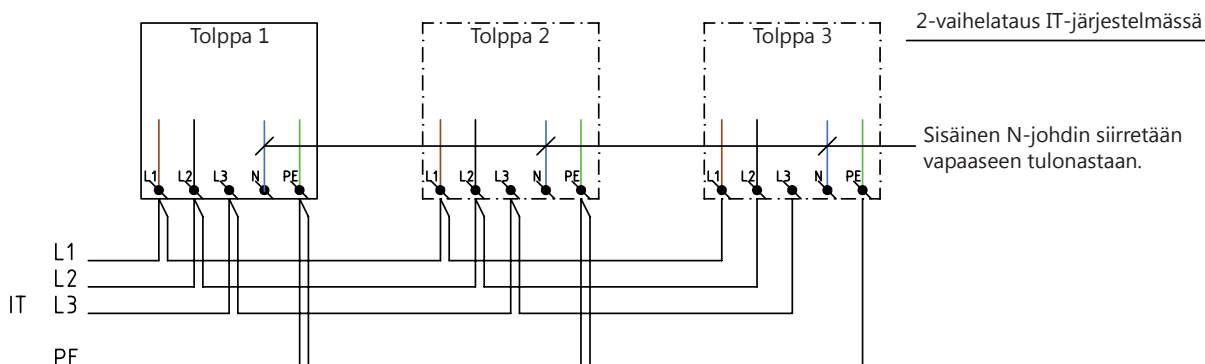 2-vaihelataus IT-järjestelmässä
Tolppa 1
Tolppa 2
Tolppa 3
Sisäinen N-johdin siirretään
vapaaseen tulonastaan.
L1 L2 L3 N PE
L1 L2 L3 N PE
L1 L2 L3 N PE
L1
L2
IT L3
PE